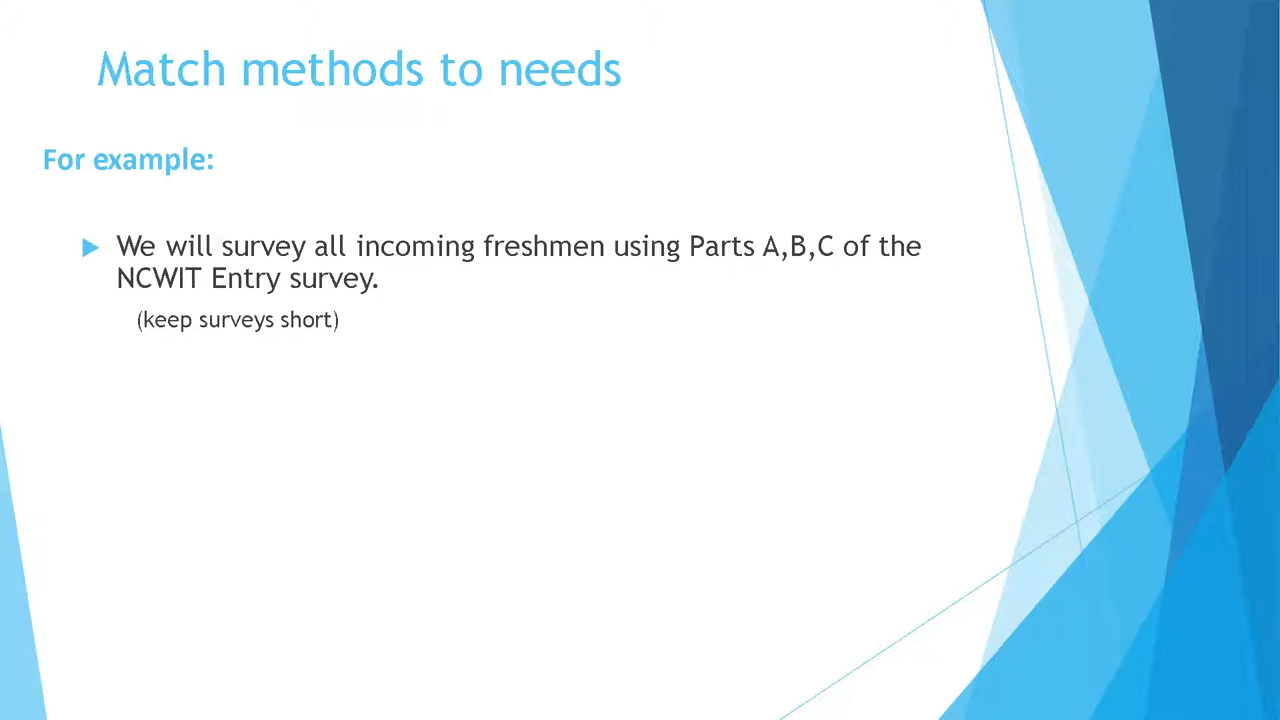 Match methods to needs
For example:
We will survey all incoming freshmen using Parts A,B,C of the
NCWIT Entry survey.
(keep surveys short)